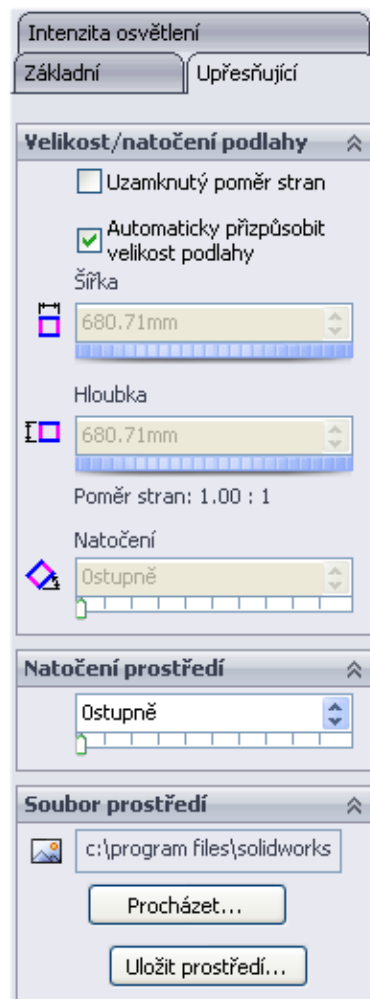 Intenzita osvětlení
Základní
Upřesňující
Velikost/natočení podlahy
Uzamknutý poměr stran
Automaticky přizpůsobit
velikost podlahy
Šířka
680.71mm
Hloubka
680.71mm
Poměr stran: 1.00 : 1
Natočení
0stupně
Natočení prostředí
0stupně
Soubor prostředí
c:\program files\solidworks
Procházet...
Uložit prostředí...